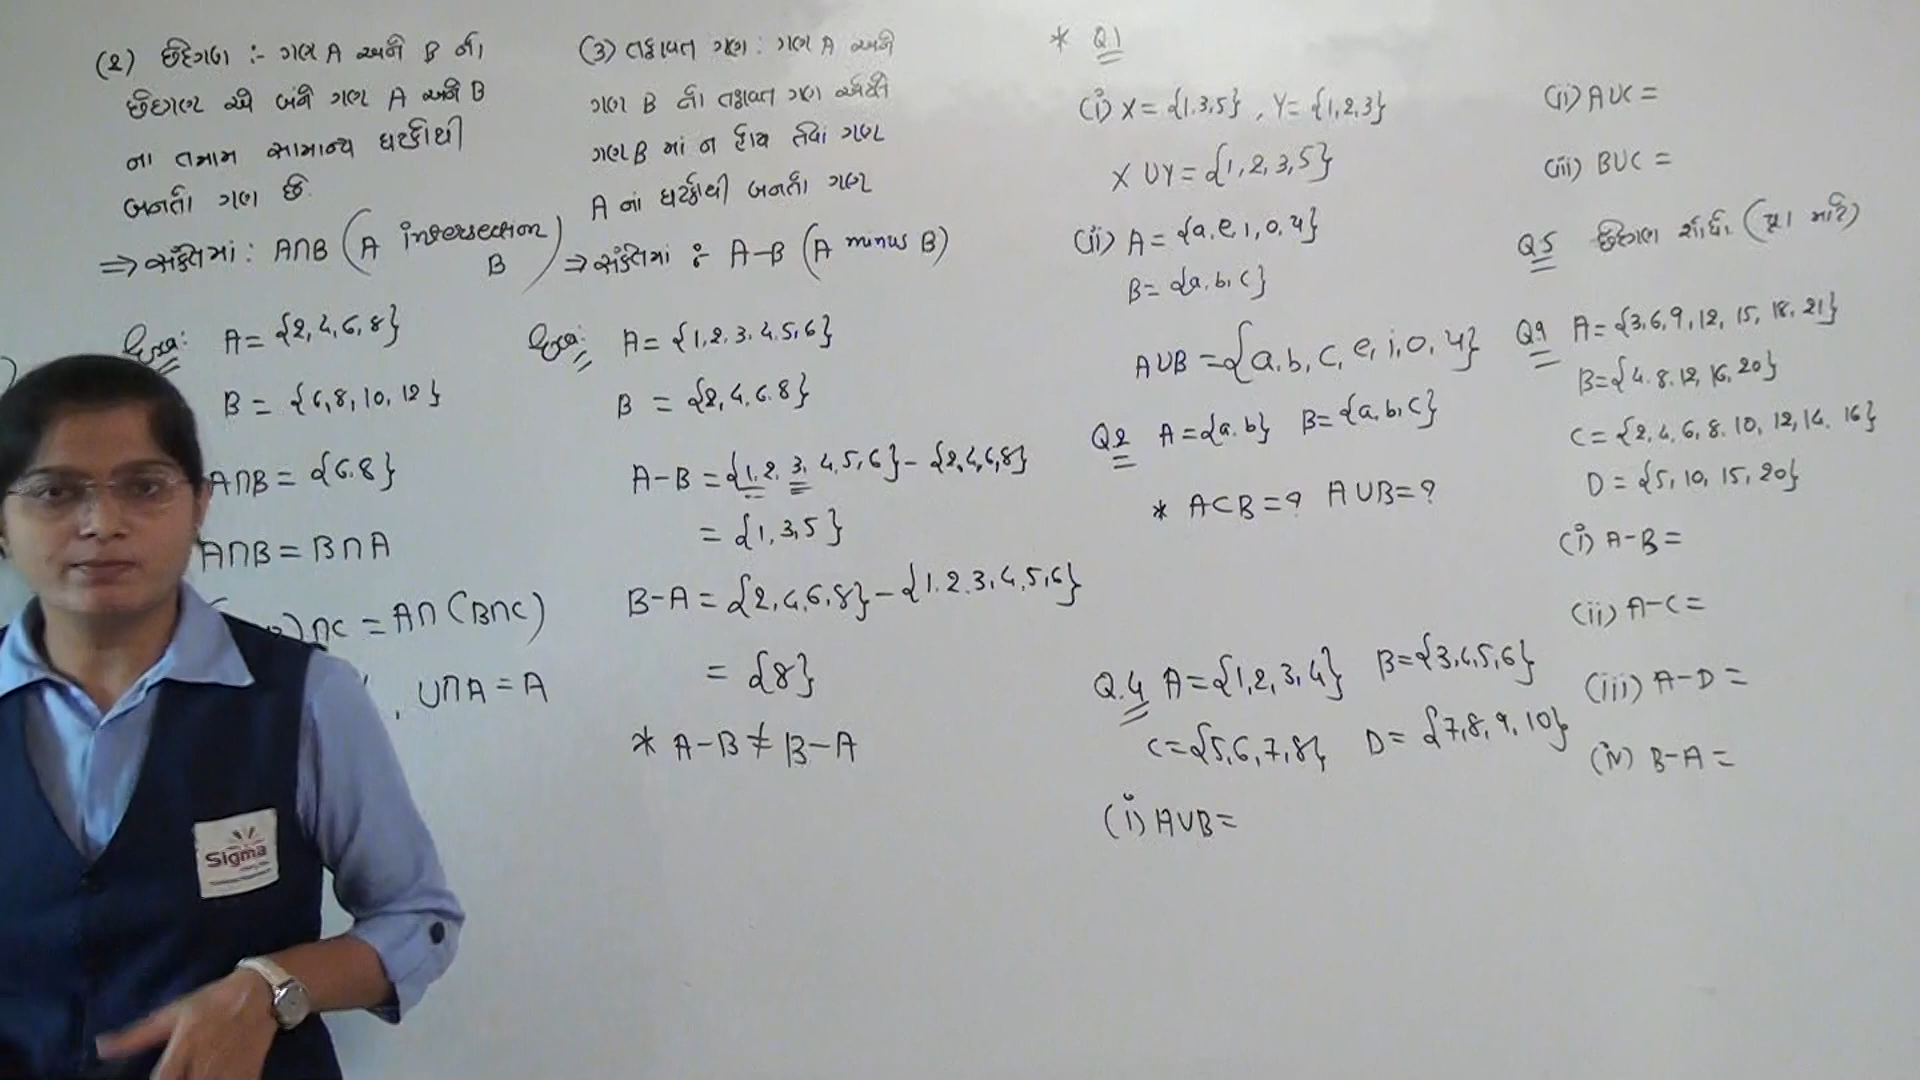 (2) છેદગણ :- ગણ A અને B નો
છેદગણ એ બંને ગણ A અને B
ના તમામ સામાન્ય ઘટકોથી
બનતો ગણ છે.
⇒ સંકેતમાં : A∩B (A intersection B)
Exa: A = {2, 4, 6, 8}
B = {6, 8, 10, 12}
A∩B = {6.8}
A∩B = B∩A
)∩C = A∩(B∩C)
, U∩A = A
(3) તફાવત ગણ : ગણ A અને
ગણ B નો તફાવત ગણ એટલે
ગણ B માં ન હોય તેવાં ગણ
A નાં ઘટકોથી બનતો ગણ
⇒ સંકેતમાં :- A-B (A minus B)
Exa: A = {1, 2, 3, 4, 5, 6}
B = {2, 4, 6. 8}
A-B = {1, 2, 3, 4, 5, 6} - {2, 4, 6, 8}
= {1, 3, 5}
B-A = {2, 4, 6, 8} - {1. 2. 3, 4, 5, 6}
= {8}
* A-B ≠ B-A
* Q1
(i) X = {1.3,5} , Y = {1,2,3}
X∪Y = {1, 2, 3, 5}
(ii) A = {a, e, i, o, u}
B = {a, b, c}
A∪B = {a, b, c, e, i, o, u}
Q2 A = {a. b} B = {a, b, c}
* A⊂B = ? A∪B = ?
Q.4 A = {1, 2, 3, 4} B = {3, 4, 5, 6}
C = {5, 6, 7, 8} D = {7, 8, 9, 10}
(i) A∪B =
(ii) A∪C =
(iii) B∪C =
Q5 છેદગણ શોધો (પ્ર.1 માટે)
Q9 A = {3, 6, 9, 12, 15, 18, 21}
B = {4. 8. 12, 16, 20}
C = {2, 4, 6, 8. 10, 12, 14. 16}
D = {5, 10, 15, 20}
(i) A-B =
(ii) A-C =
(iii) A-D =
(iv) B-A =
Sigma